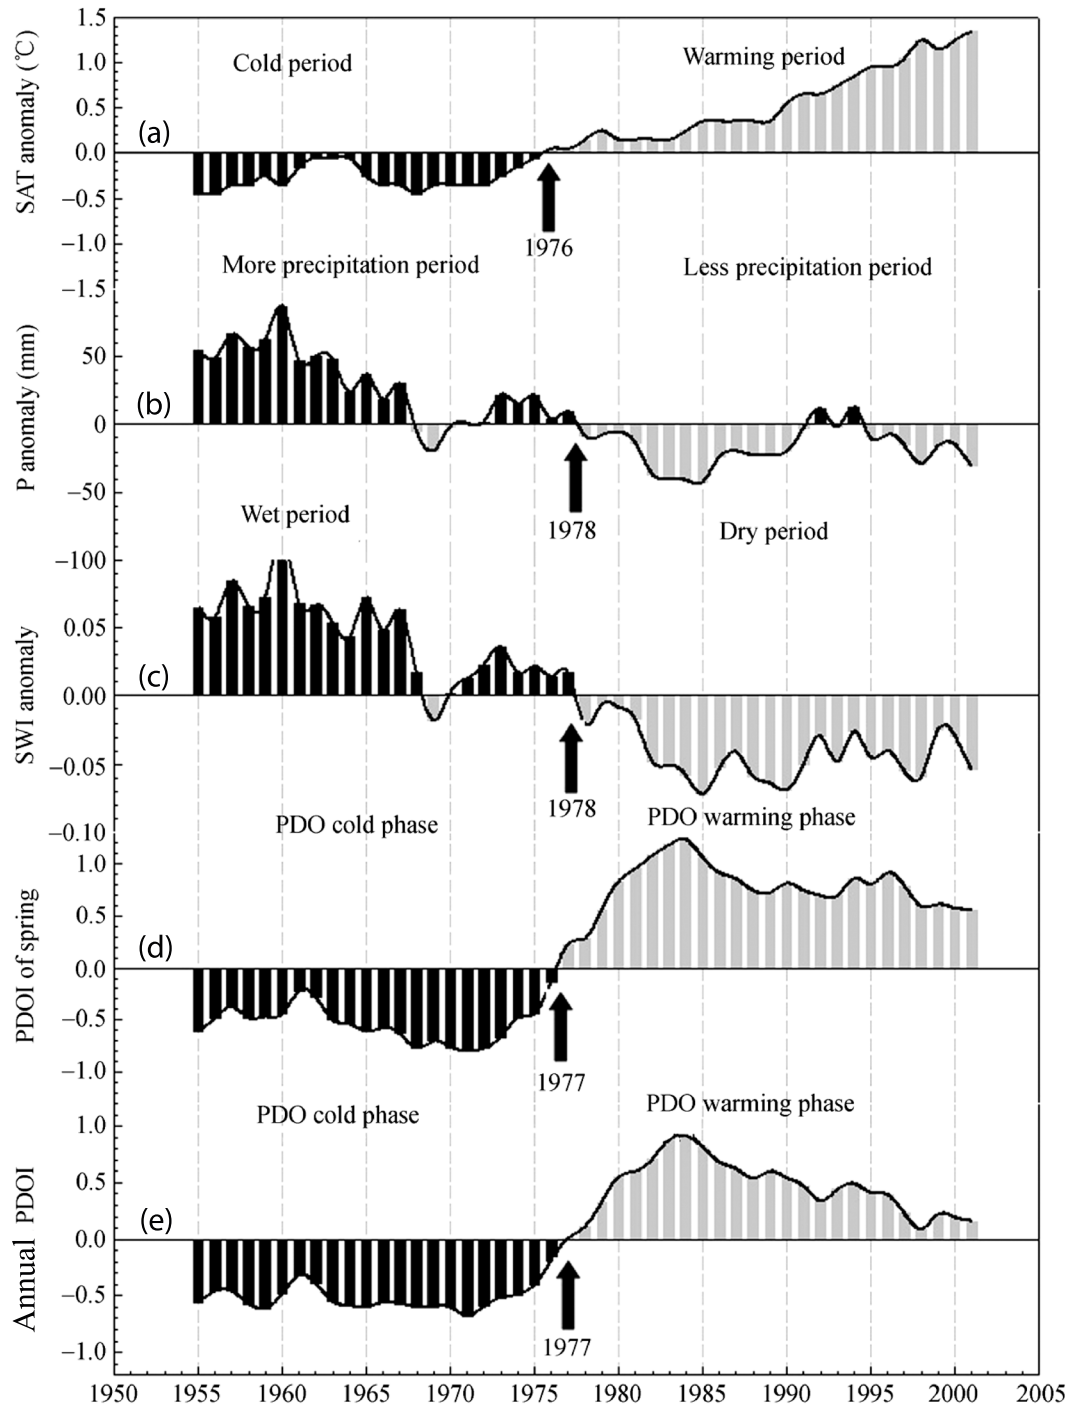 1.5
1.0
0.5
0.0
−0.5
−1.0
−1.5
SAT anomaly (℃)
Cold period
Warming period
(a)
1976
More precipitation period
Less precipitation period
50
0
−50
-100
P anomaly (mm)
(b)
1978
Wet period
Dry period
0.05
0.00
−0.05
−0.10
SWI anomaly
(c)
1978
PDO cold phase
PDO warming phase
1.0
0.5
0.0
−0.5
−1.0
PDOI of spring
(d)
1977
PDO cold phase
PDO warming phase
1.0
0.5
0.0
−0.5
−1.0
Annual PDOI
(e)
1977
1950 1955 1960 1965 1970 1975 1980 1985 1990 1995 2000 2005